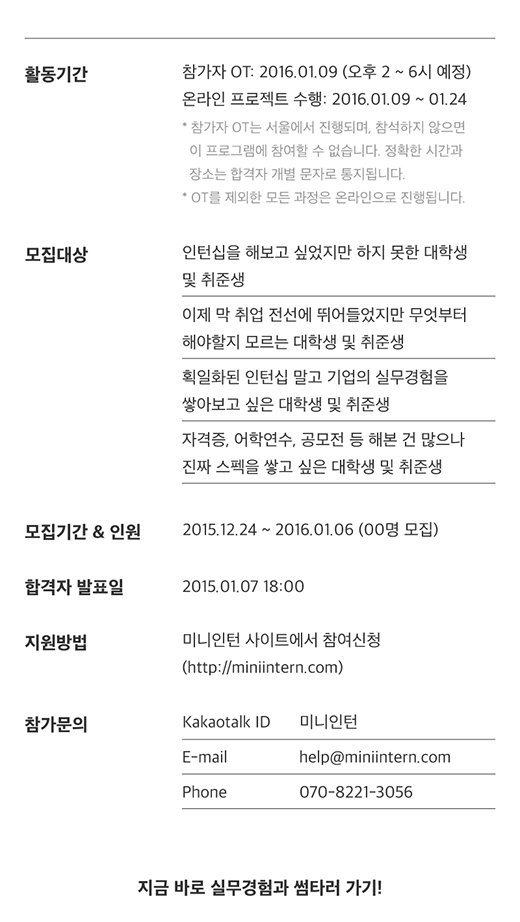 활동기간
참가자 OT: 2016.01.09 (오후 2 ~ 6시 예정)
온라인 프로젝트 수행: 2016.01.09 ~ 01.24
* 참가자 OT는 서울에서 진행되며, 참석하지 않으면
이 프로그램에 참여할 수 없습니다. 정확한 시간과
장소는 합격자 개별 문자로 통지됩니다.
* OT를 제외한 모든 과정은 온라인으로 진행됩니다.
모집대상
인턴십을 해보고 싶었지만 하지 못한 대학생
및 취준생
이제 막 취업 전선에 뛰어들었지만 무엇부터
해야할지 모르는 대학생 및 취준생
획일화된 인턴십 말고 기업의 실무경험을
쌓아보고 싶은 대학생 및 취준생
자격증, 어학연수, 공모전 등 해본 건 많으나
진짜 스펙을 쌓고 싶은 대학생 및 취준생
모집기간 & 인원 2015.12.24 ~ 2016.01.06 (00명 모집)
합격자 발표일 2015.01.07 18:00
지원방법 미니인턴 사이트에서 참여신청
(http://miniintern.com)
참가문의 Kakaotalk ID 미니인턴
E-mail help@miniintern.com
Phone 070-8221-3056
지금 바로 실무경험과 썸타러 가기!